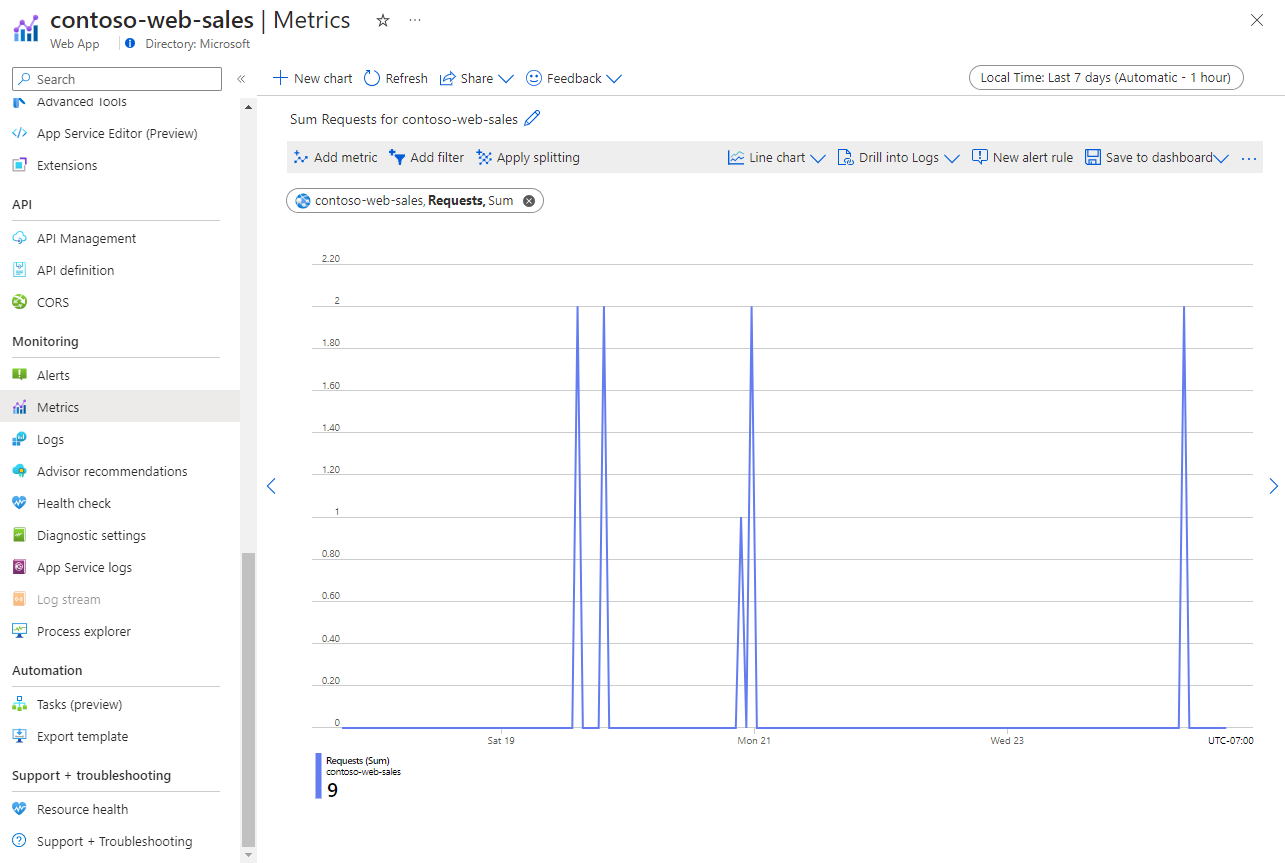 contoso-web-sales | Metrics
Web App
Directory: Microsoft
Search
«
Advanced Tools
App Service Editor (Preview)
Extensions
API
API Management
API definition
CORS
Monitoring
Alerts
Metrics
Logs
Advisor recommendations
Health check
Diagnostic settings
App Service logs
Log stream
Process explorer
Automation
Tasks (preview)
Export template
Support + troubleshooting
Resource health
Support + Troubleshooting
New chart Refresh Share Feedback
Local Time: Last 7 days (Automatic - 1 hour)
Sum Requests for contoso-web-sales
Add metric Add filter Apply splitting Line chart Drill into Logs New alert rule Save to dashboard ...
contoso-web-sales, Requests, Sum
2.20
2
1.80
1.60
1.40
1.20
1
0.80
0.60
0.40
0.20
0
Sat 19 Mon 21 Wed 23 UTC-07:00
Requests (Sum)
contoso-web-sales
9